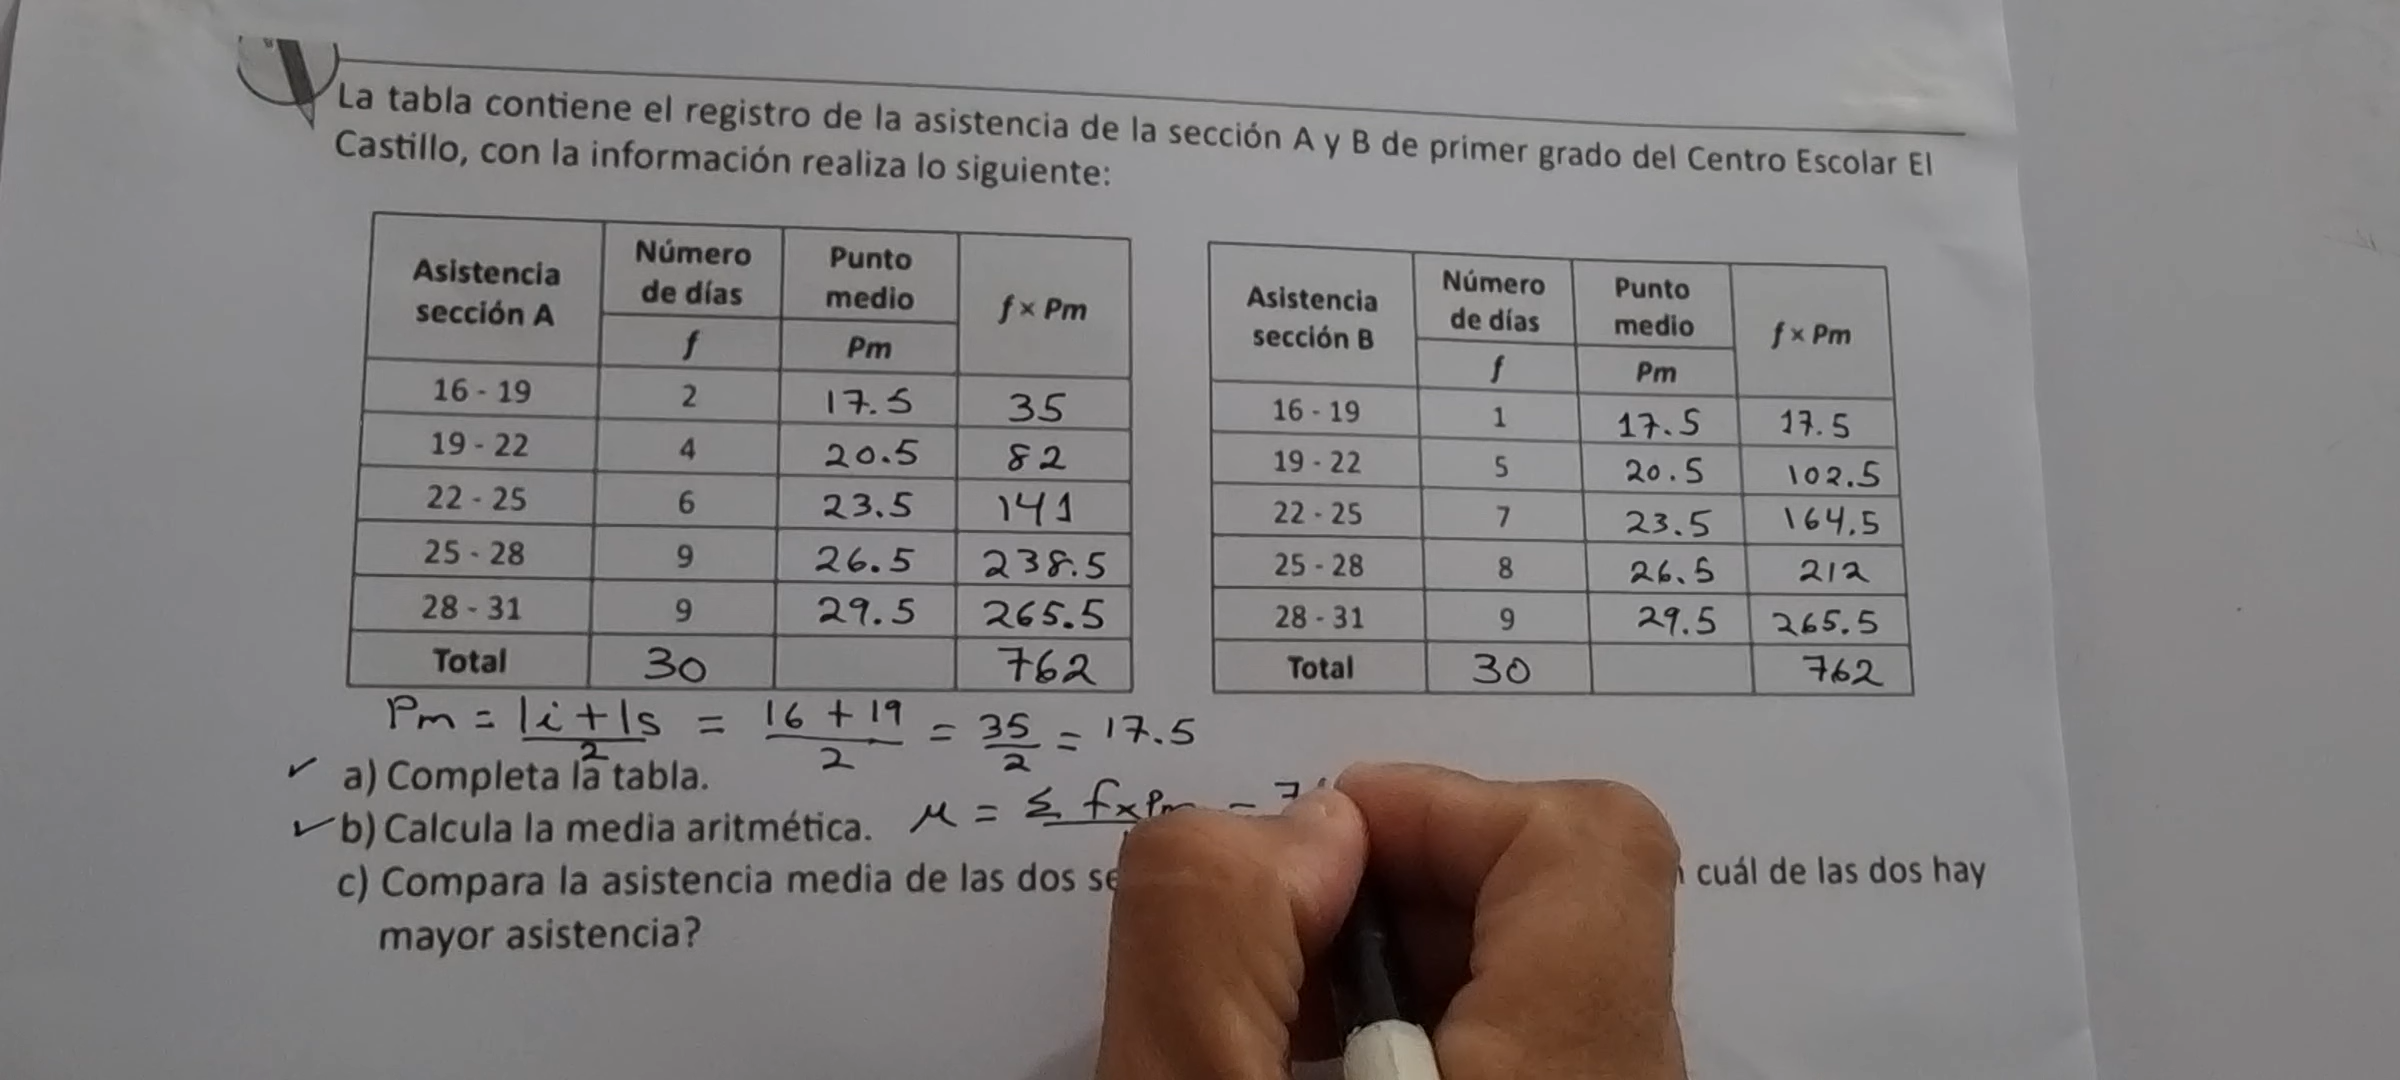 La tabla contiene el registro de la asistencia de la sección A y B de primer grado del Centro Escolar El
Castillo, con la información realiza lo siguiente:
Asistencia sección A | Número de días f | Punto medio Pm | f × Pm
16 - 19 | 2 | 17.5 | 35
19 - 22 | 4 | 20.5 | 82
22 - 25 | 6 | 23.5 | 141
25 - 28 | 9 | 26.5 | 238.5
28 - 31 | 9 | 29.5 | 265.5
Total | 30 | | 762
Asistencia sección B | Número de días f | Punto medio Pm | f × Pm
16 - 19 | 1 | 17.5 | 17.5
19 - 22 | 5 | 20.5 | 102.5
22 - 25 | 7 | 23.5 | 164.5
25 - 28 | 8 | 26.5 | 212
28 - 31 | 9 | 29.5 | 265.5
Total | 30 | | 762
Pm = li + ls / 2 = 16 + 19 / 2 = 35 / 2 = 17.5
✓ a) Completa la tabla.
✓ b) Calcula la media aritmética. μ = Σ f x Pm = 7
c) Compara la asistencia media de las dos cuál de las dos hay
mayor asistencia?